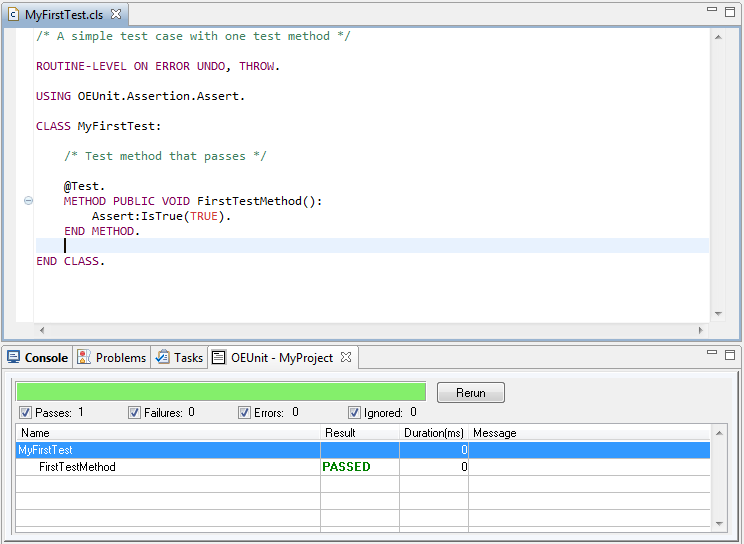 MyFirstTest.cls
/* A simple test case with one test method */
ROUTINE-LEVEL ON ERROR UNDO, THROW.
USING OEUnit.Assertion.Assert.
CLASS MyFirstTest:
/* Test method that passes */
@Test.
METHOD PUBLIC VOID FirstTestMethod():
Assert:IsTrue(TRUE).
END METHOD.
END CLASS.
Console Problems Tasks OEUnit - MyProject
Rerun
Passes: 1 Failures: 0 Errors: 0 Ignored: 0
Name Result Duration(ms) Message
MyFirstTest 0
FirstTestMethod PASSED 0